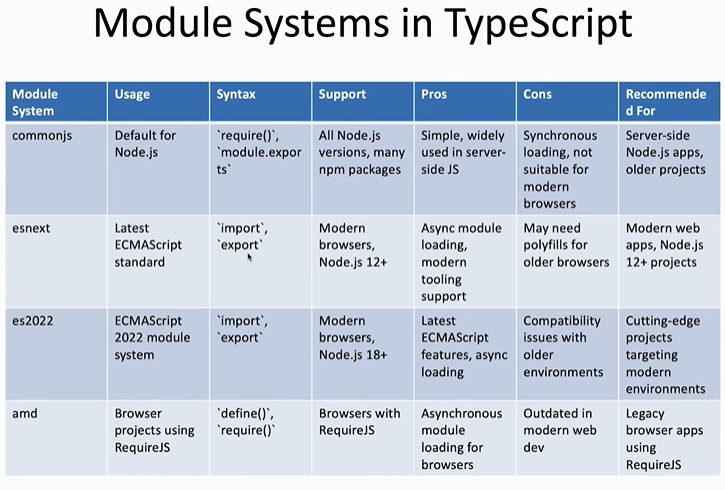 Module Systems in TypeScript
Module
System
Usage
Syntax
Support
Pros
Cons
Recommende
d For
commonjs
Default for
Node.js
`require()`,
`module.expor
ts`
All Node.js
versions, many
npm packages
Simple, widely
used in server-
side JS
Synchronous
loading, not
suitable for
modern
browsers
Server-side
Node.js apps,
older projects
esnext
Latest
ECMAScript
standard
`import`,
`export`
Modern
browsers,
Node.js 12+
Async module
loading,
modern
tooling
support
May need
polyfills for
older browsers
Modern web
apps, Node.js
12+ projects
es2022
ECMAScript
2022 module
system
`import`,
`export`
Modern
browsers,
Node.js 18+
Latest
ECMAScript
features, async
loading
Compatibility
issues with
older
environments
Cutting-edge
projects
targeting
modern
environments
amd
Browser
projects using
RequireJS
`define()`,
`require()`
Browsers with
RequireJS
Asynchronous
module
loading for
browsers
Outdated in
modern web
dev
Legacy
browser apps
using
RequireJS